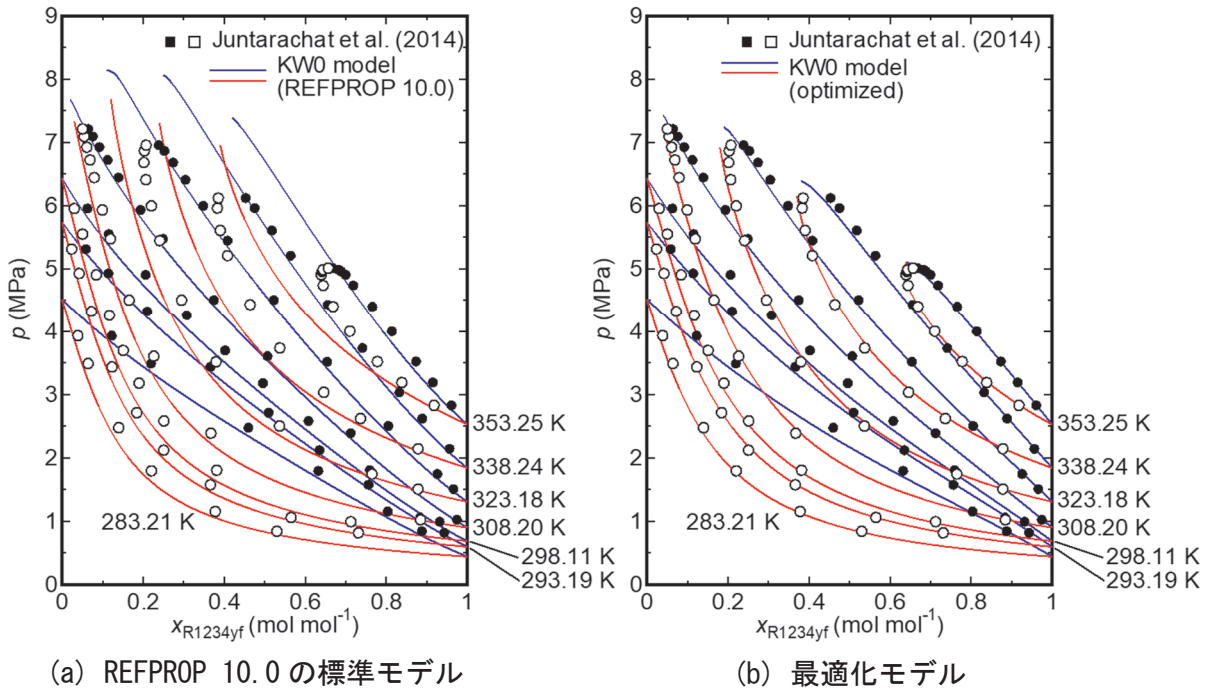 9
8
7
6
5
4
3
2
1
0
p (MPa)
(a)
Juntarachat et al. (2014)
KW0 model
(REFPROP 10.0)
353.25 K
338.24 K
323.18 K
308.20 K
298.11 K
293.19 K
283.21 K
0 0.2 0.4 0.6 0.8 1
xR1234yf (mol mol-1)
(a) REFPROP 10.0 の標準モデル
9
8
7
6
5
4
3
2
1
0
p (MPa)
(b)
Juntarachat et al. (2014)
KW0 model
(optimized)
353.25 K
338.24 K
323.18 K
308.20 K
298.11 K
293.19 K
283.21 K
0 0.2 0.4 0.6 0.8 1
xR1234yf (mol mol-1)
(b) 最適化モデル